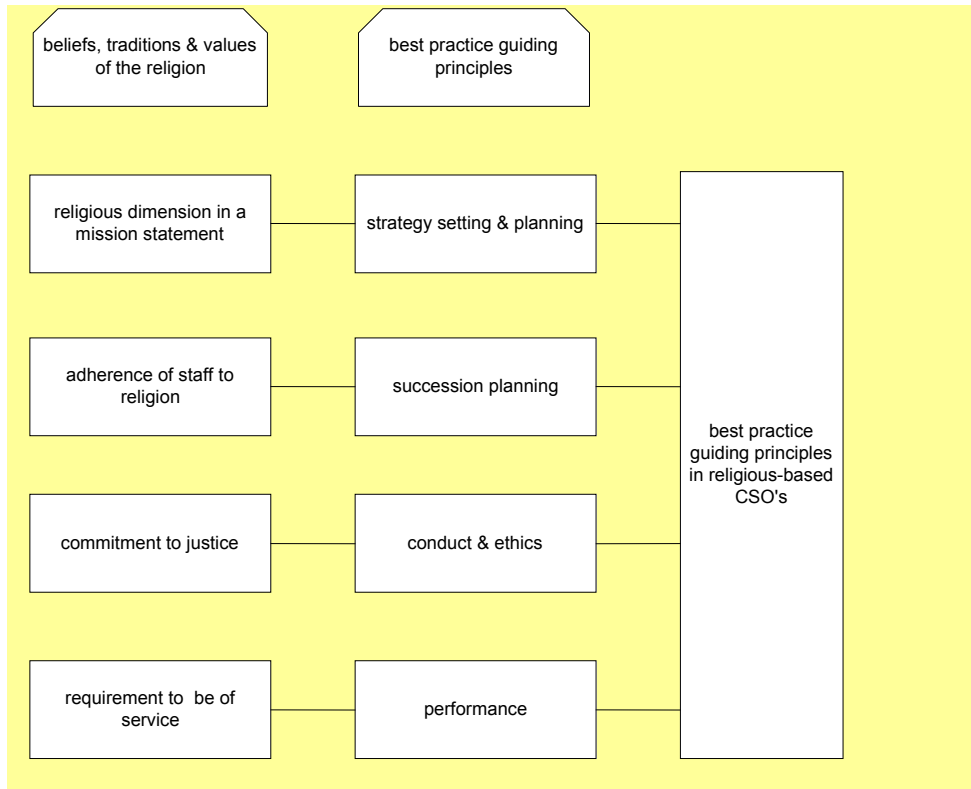 beliefs, traditions & values
of the religion
best practice guiding
principles
religious dimension in a
mission statement
strategy setting & planning
adherence of staff to
religion
succession planning
best practice
guiding principles
in religious-based
CSO's
commitment to justice
conduct & ethics
requirement to  be of
service
performance